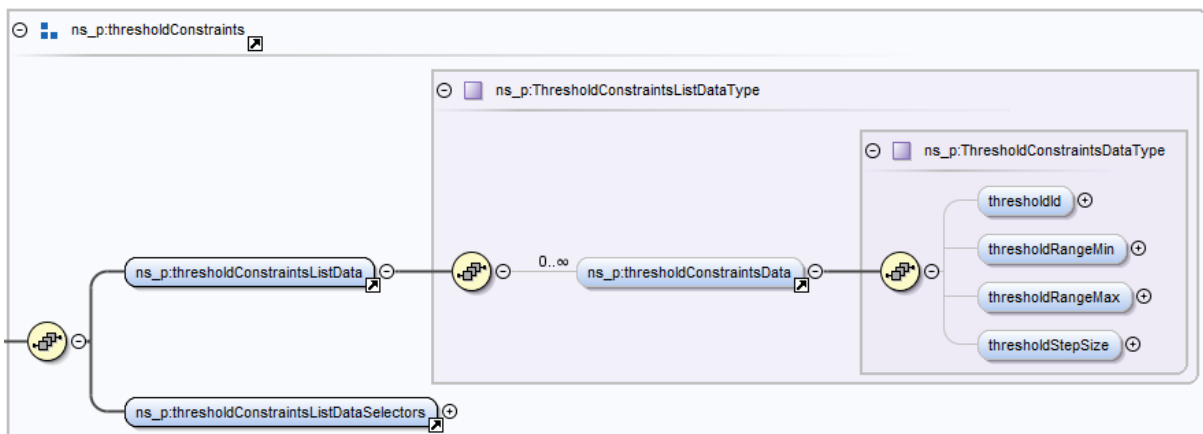 ns_p:thresholdConstraints
ns_p:ThresholdConstraintsListDataType
ns_p:ThresholdConstraintsDataType
thresholdId
thresholdRangeMin
0..∞
ns_p:thresholdConstraintsListData
ns_p:thresholdConstraintsData
thresholdRangeMax
thresholdStepSize
ns_p:thresholdConstraintsListDataSelectors